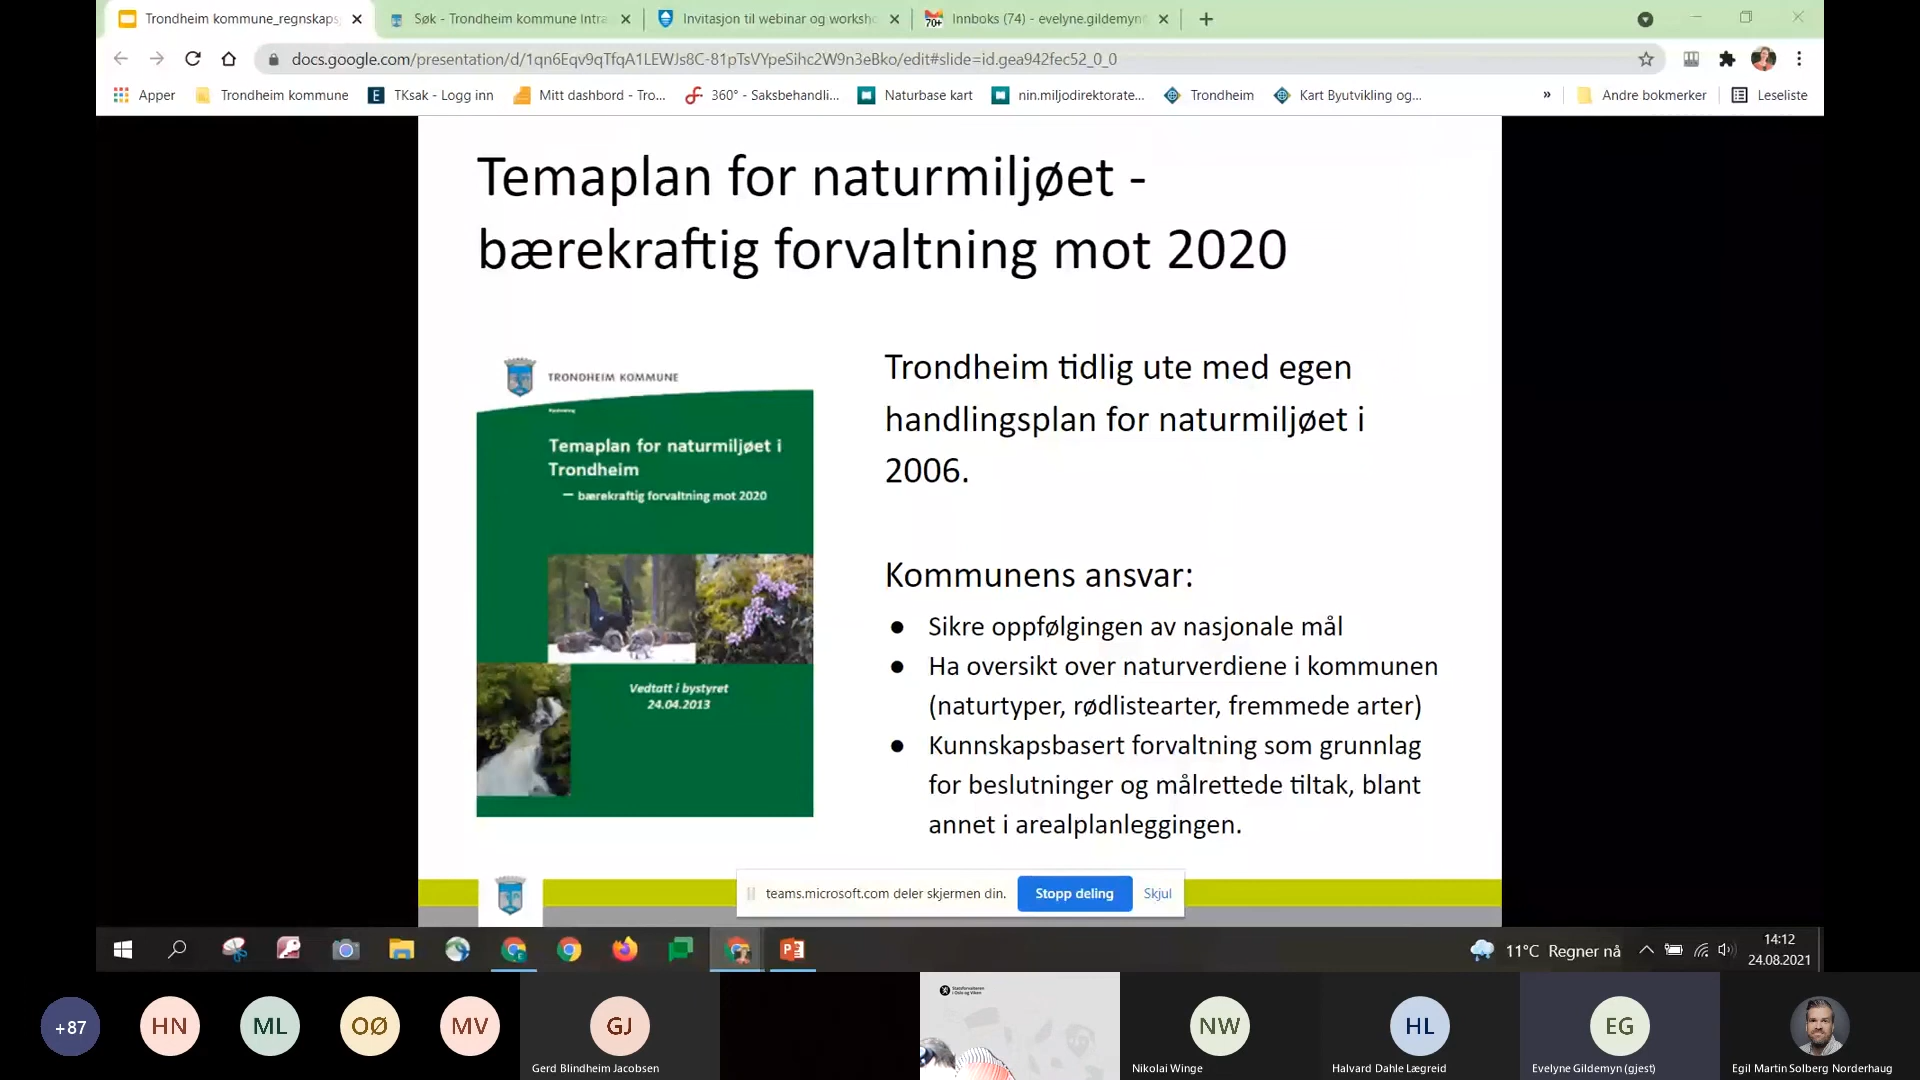 Trondheim kommune_regnskaps
Søk - Trondheim kommune Intra
Invitasjon til webinar og worksho
70+
Innboks (74) - evelyne.gildemyn
docs.google.com/presentation/d/1qn6Eqv9qTfqA1LEWJs8C-81pTsVYpeSihc2W9n3eBko/edit#slide=id.gea942fec52_0_0
Apper
Trondheim kommune
TKsak - Logg inn
Mitt dashbord - Tro...
360° - Saksbehandli...
Naturbase kart
nin.miljodirektorate...
Trondheim
Kart Byutvikling og...
»
Andre bokmerker
Leseliste
Temaplan for naturmiljøet -
bærekraftig forvaltning mot 2020
TRONDHEIM KOMMUNE
Temaplan for naturmiljøet i
Trondheim
— bærekraftig forvaltning mot 2020
Vedtatt i bystyret
24.04.2013
Trondheim tidlig ute med egen
handlingsplan for naturmiljøet i
2006.
Kommunens ansvar:
● Sikre oppfølgingen av nasjonale mål
● Ha oversikt over naturverdiene i kommunen
(naturtyper, rødlistearter, fremmede arter)
● Kunnskapsbasert forvaltning som grunnlag
for beslutninger og målrettede tiltak, blant
annet i arealplanleggingen.
teams.microsoft.com deler skjermen din.
Stopp deling
Skjul
11°C Regner nå
14:12
24.08.2021
+87
HN
ML
OØ
MV
GJ
Gerd Blindheim Jacobsen
Statsforvalteren
i Oslo og Viken
NW
Nikolai Winge
HL
Halvard Dahle Lægreid
EG
Evelyne Gildemyn (gjest)
Egil Martin Solberg Norderhaug